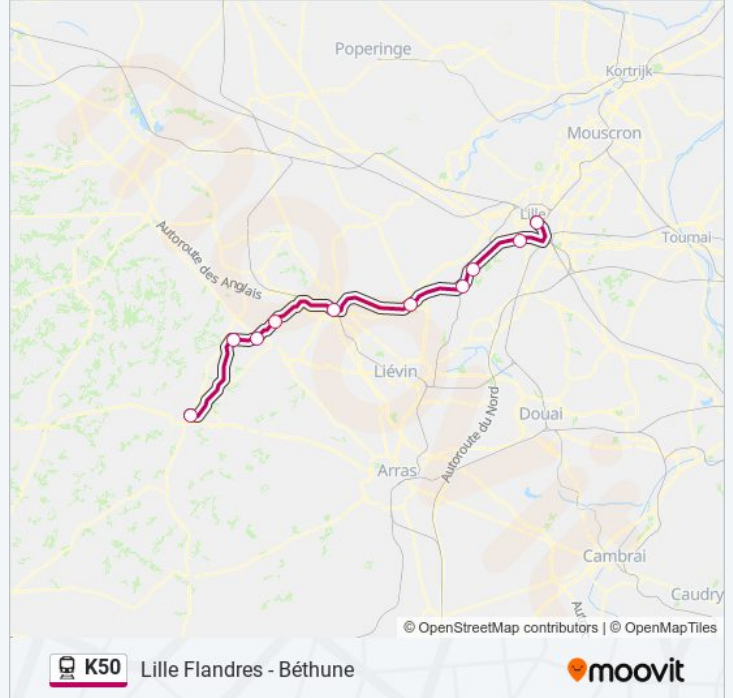 Poperinge
Kortrijk
Mouscron
Lille
Tournai
Autoroute des Anglais
Liévin
Autoroute du Nord
Douai
Arras
Cambrai
Caudry
Aut
© OpenStreetMap contributors | © OpenMapTiles
K50 Lille Flandres - Béthune
moovit